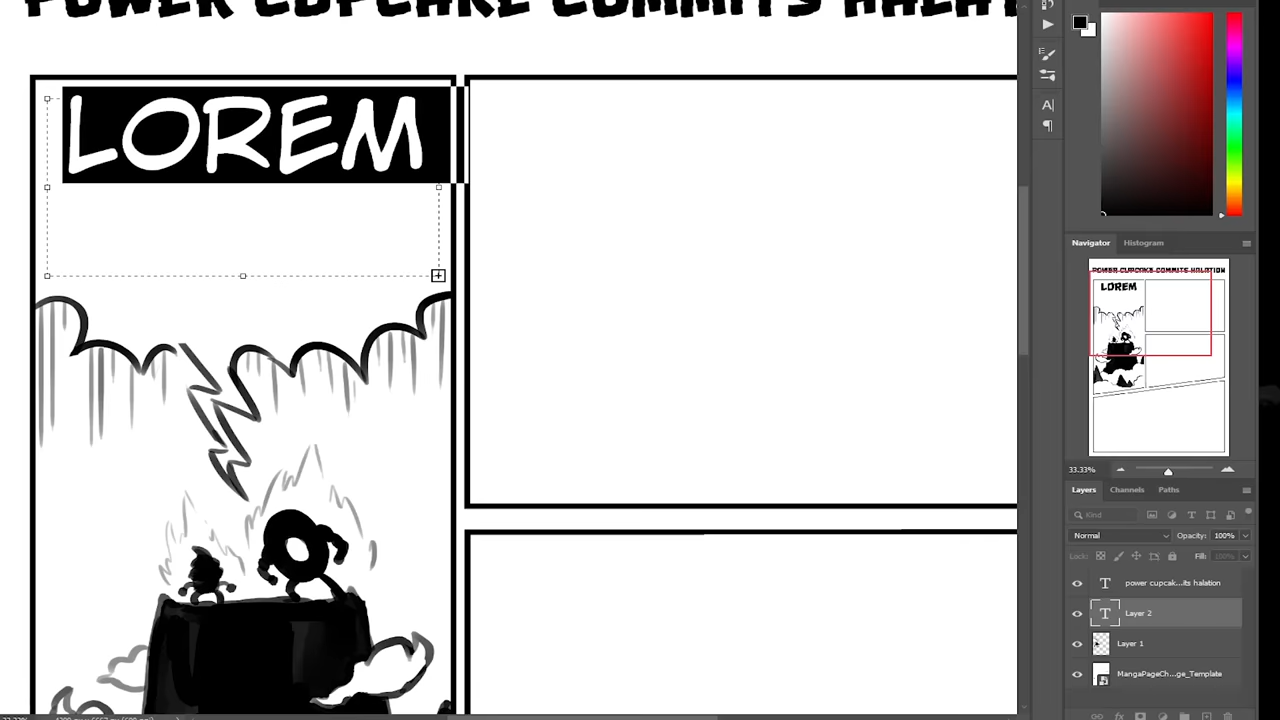 POWER CUPCAKE COMMITS HALAT
LOREM
A|
Navigator
Histogram
POWER CUPCAKE COMMITS HALATION
LOREM
33.33%
Layers
Channels
Paths
Kind
Normal
Opacity: 100%
Lock:
Fill: 100%
power cupcak...its halation
Layer 2
Layer 1
MangaPageCh...ge_Template
fx